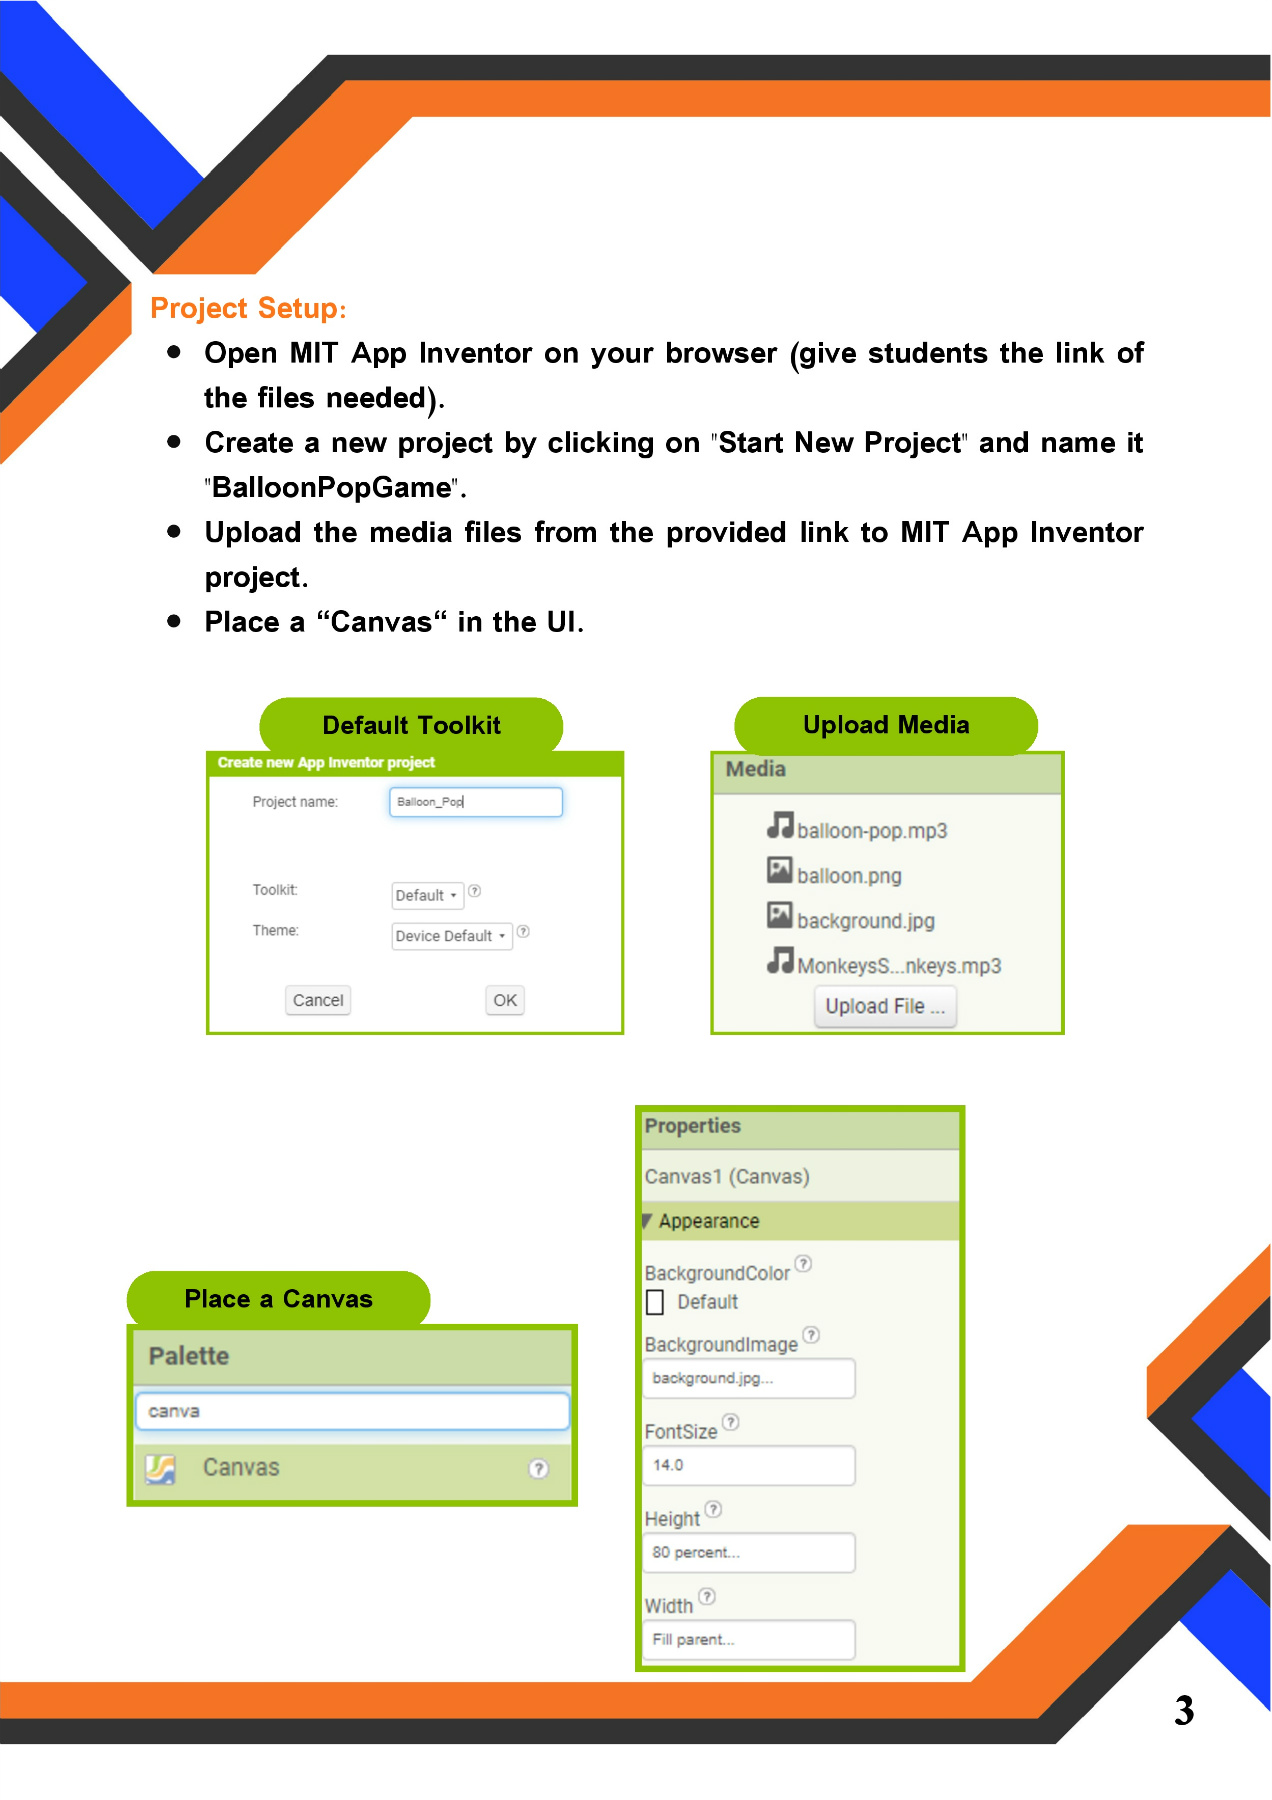 Project Setup:
● Open MIT App Inventor on your browser (give students the link of
the files needed).
● Create a new project by clicking on "Start New Project" and name it
"BalloonPopGame".
● Upload the media files from the provided link to MIT App Inventor
project.
● Place a “Canvas“ in the UI.
Default Toolkit
Create new App Inventor project
Project name: Balloon_Pop
Toolkit: Default ?
Theme: Device Default ?
Cancel OK
Upload Media
Media
balloon-pop.mp3
balloon.png
background.jpg
MonkeysS...nkeys.mp3
Upload File ...
Place a Canvas
Palette
canva
Canvas ?
Properties
Canvas1 (Canvas)
Appearance
BackgroundColor ?
Default
BackgroundImage ?
background.jpg...
FontSize ?
14.0
Height ?
80 percent...
Width ?
Fill parent...
3